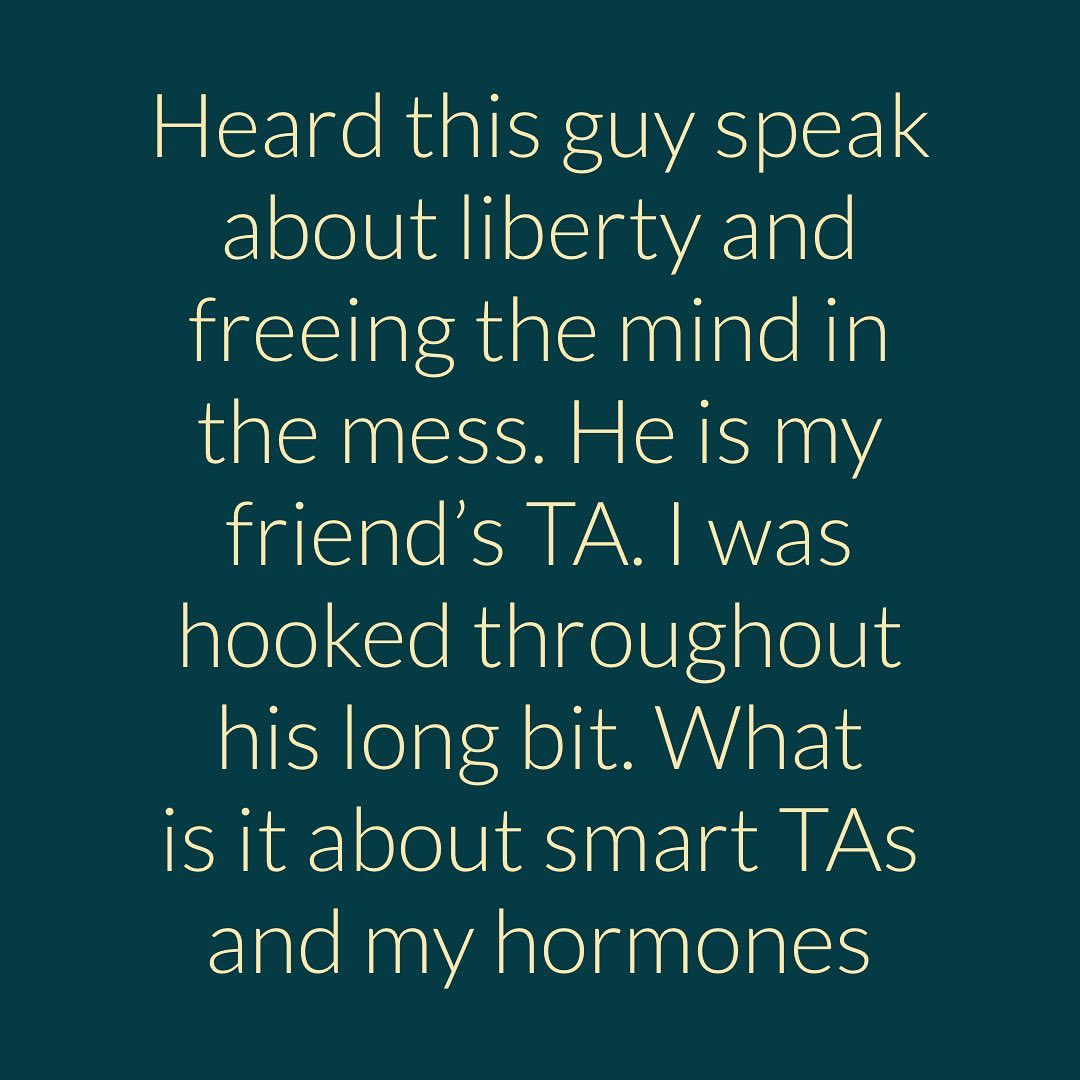 Heard this guy speak
about liberty and
freeing the mind in
the mess. He is my
friend’s TA. I was
hooked throughout
his long bit. What
is it about smart TAs
and my hormones